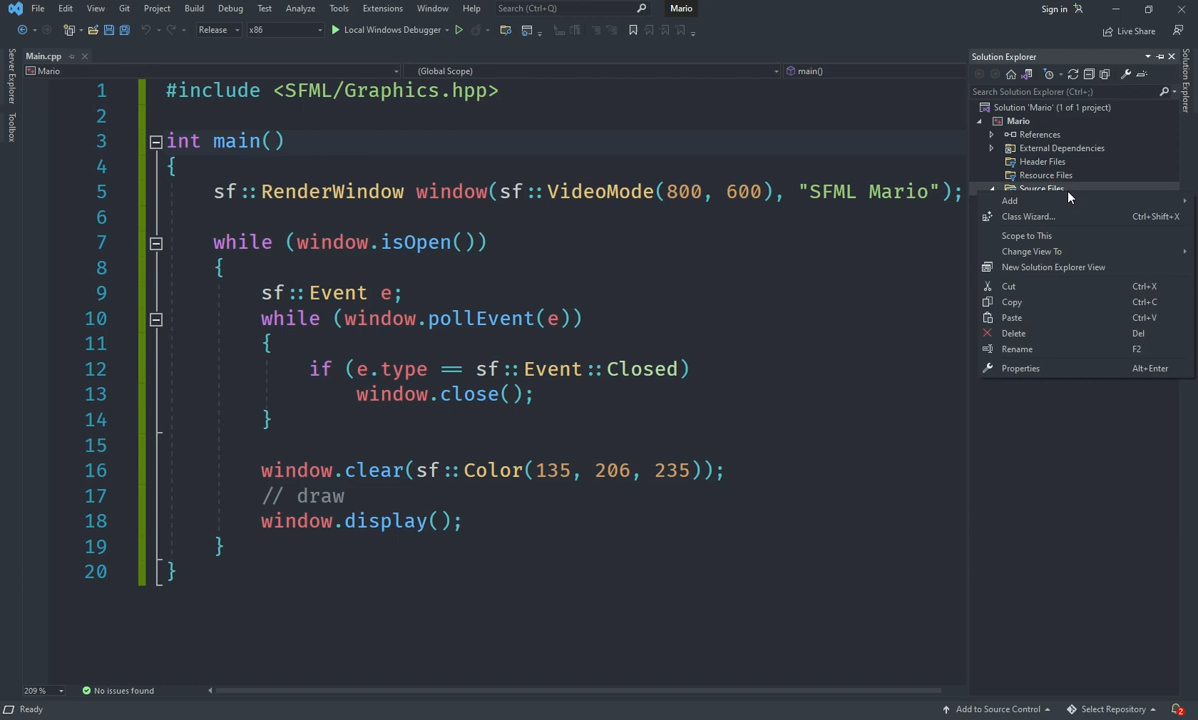 File Edit View Git Project Build Debug Test Analyze Tools Extensions Window Help Search (Ctrl+Q) Mario Sign in
Release x86 Local Windows Debugger Live Share
Server Explorer
Toolbox
Main.cpp
Mario (Global Scope) main()
1 #include <SFML/Graphics.hpp>
2
3 int main()
4 {
5 sf::RenderWindow window(sf::VideoMode(800, 600), "SFML Mario");
6
7 while (window.isOpen())
8 {
9 sf::Event e;
10 while (window.pollEvent(e))
11 {
12 if (e.type == sf::Event::Closed)
13 window.close();
14 }
15
16 window.clear(sf::Color(135, 206, 235));
17 // draw
18 window.display();
19 }
20 }
Solution Explorer
Search Solution Explorer (Ctrl+;)
Solution 'Mario' (1 of 1 project)
Mario
References
External Dependencies
Header Files
Resource Files
Source Files
Add
Class Wizard... Ctrl+Shift+X
Scope to This
Change View To
New Solution Explorer View
Cut Ctrl+X
Copy Ctrl+C
Paste Ctrl+V
Delete Del
Rename F2
Properties Alt+Enter
Solution Explorer
209 % No issues found
Ready Add to Source Control Select Repository 2